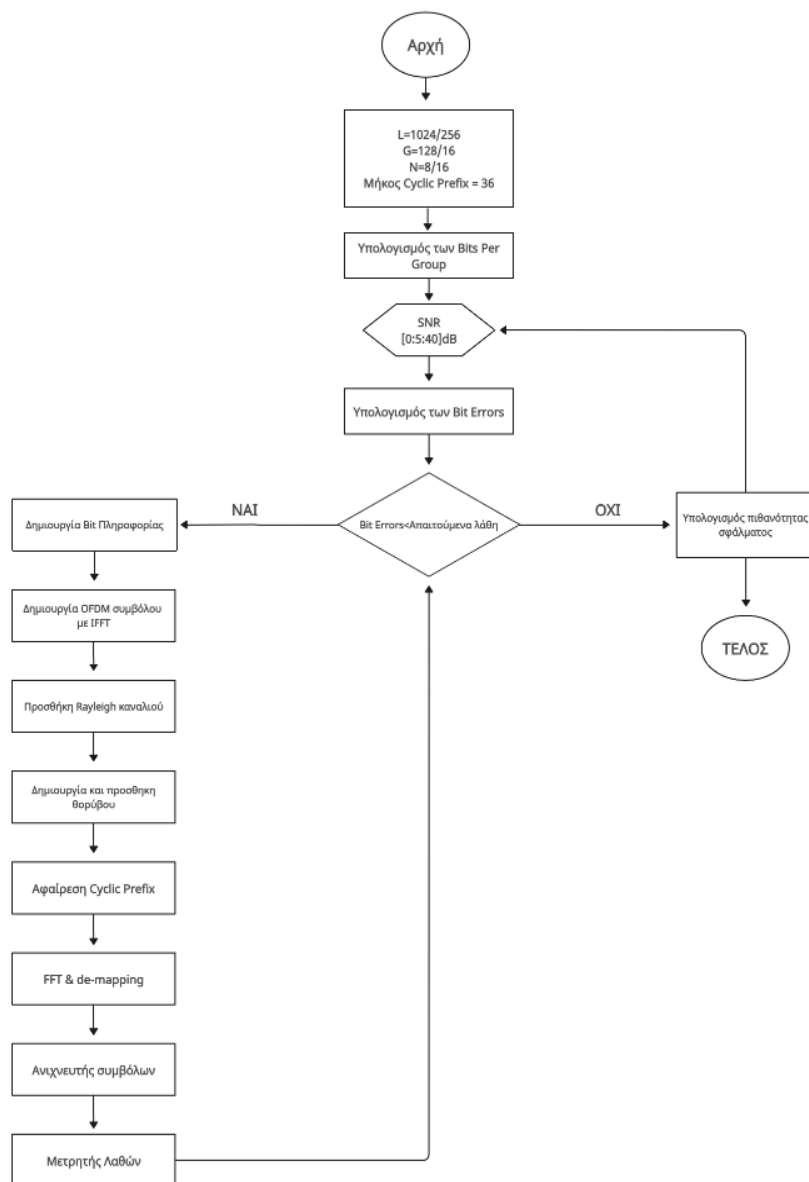 Αρχή
L=1024/256
G=128/16
N=8/16
Μήκος Cyclic Prefix = 36
Υπολογισμός των Bits Per
Group
SNR
[0:5:40]dB
Υπολογισμός των Bit Errors
Bit Errors<Απαιτούμενα λάθη
ΝΑΙ
ΟΧΙ
Δημιουργία Bit Πληροφορίας
Υπολογισμός πιθανότητας
σφάλματος
ΤΕΛΟΣ
Δημιουργία OFDM συμβόλου
με IFFT
Προσθήκη Rayleigh καναλιού
Δημιουργία και προσθηκη
θορύβου
Αφαίρεση Cyclic Prefix
FFT & de-mapping
Ανιχνευτής συμβόλων
Μετρητής Λαθών